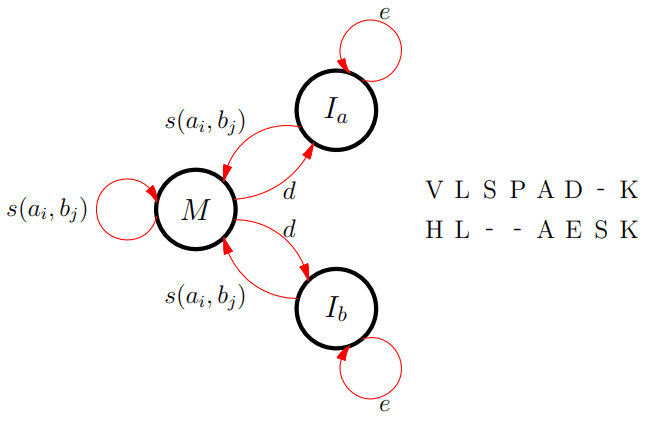 e
I_a
s(a_i, b_j)
d
V L S P A D - K
M
s(a_i, b_j)
H L - - A E S K
d
s(a_i, b_j)
I_b
e